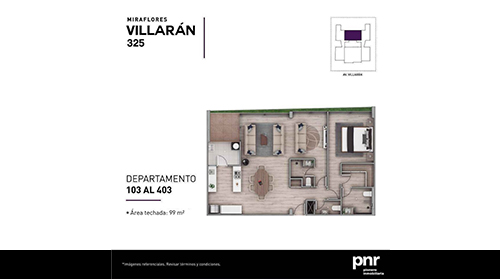 MIRAFLORES
VILLARÁN
325
AV. VILLARÁN
DEPARTAMENTO
103 AL 403
• Área techada: 99 m²
*Imágenes referenciales. Revisar términos y condiciones.
pnr
pionero
inmobiliaria